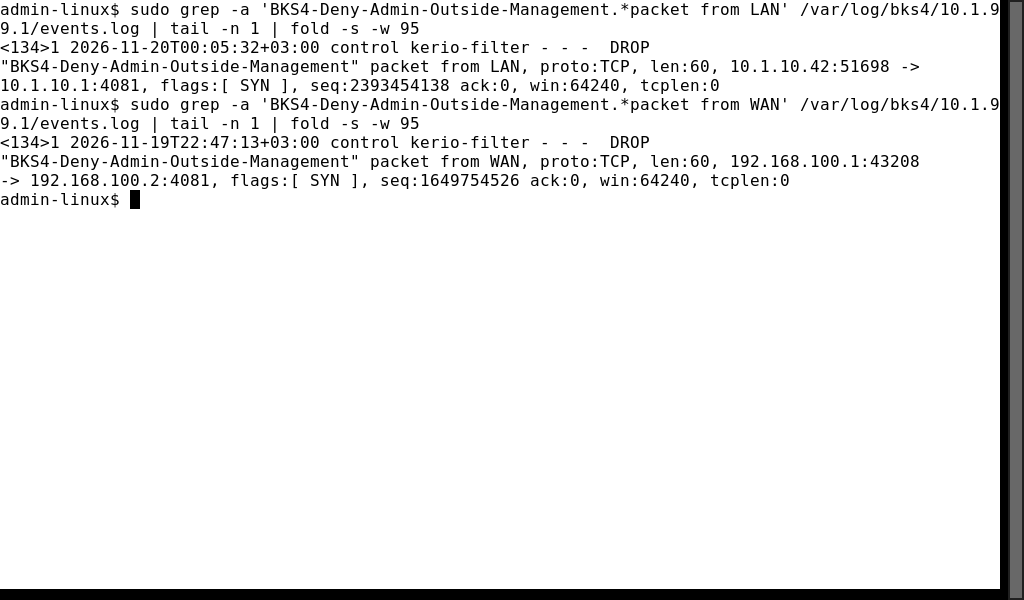 admin-linux$ sudo grep -a 'BKS4-Deny-Admin-Outside-Management.*packet from LAN' /var/log/bks4/10.1.9
9.1/events.log | tail -n 1 | fold -s -w 95
<134>1 2026-11-20T00:05:32+03:00 control kerio-filter - - -  DROP
"BKS4-Deny-Admin-Outside-Management" packet from LAN, proto:TCP, len:60, 10.1.10.42:51698 ->
10.1.10.1:4081, flags:[ SYN ], seq:2393454138 ack:0, win:64240, tcplen:0
admin-linux$ sudo grep -a 'BKS4-Deny-Admin-Outside-Management.*packet from WAN' /var/log/bks4/10.1.9
9.1/events.log | tail -n 1 | fold -s -w 95
<134>1 2026-11-19T22:47:13+03:00 control kerio-filter - - -  DROP
"BKS4-Deny-Admin-Outside-Management" packet from WAN, proto:TCP, len:60, 192.168.100.1:43208
-> 192.168.100.2:4081, flags:[ SYN ], seq:1649754526 ack:0, win:64240, tcplen:0
admin-linux$